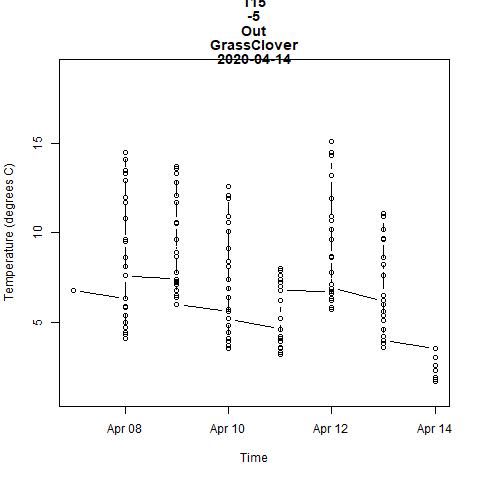 T15
-5
Out
GrassClover
2020-04-14
15
10
5
Temperature (degrees C)
Apr 08
Apr 10
Apr 12
Apr 14
Time